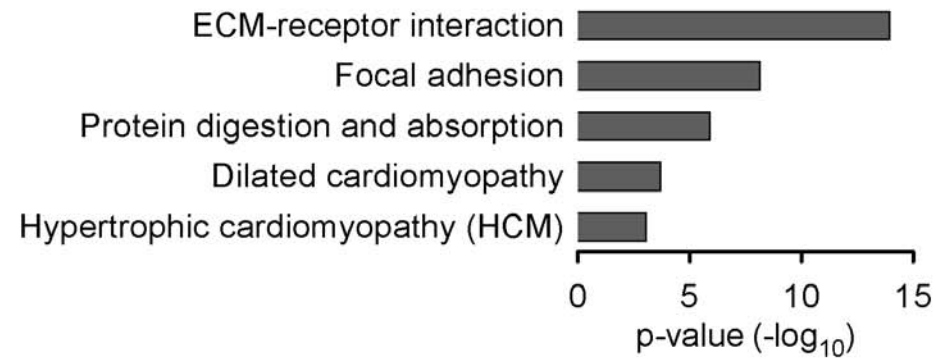 ECM-receptor interaction
Focal adhesion
Protein digestion and absorption
Dilated cardiomyopathy
Hypertrophic cardiomyopathy (HCM)
0 5 10 15
p-value (-log₁₀)